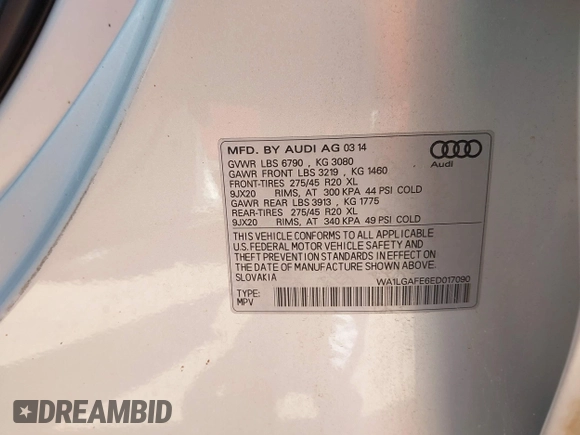 MFD. BY AUDI AG 03 14
GVWR LBS 6790 , KG 3080
GAWR FRONT LBS 3219 , KG 1460
FRONT-TIRES 275/45 R20 XL
9JX20 RIMS, AT 300 KPA 44 PSI COLD
GAWR REAR LBS 3913 , KG 1775
REAR-TIRES 275/45 R20 XL
9JX20 RIMS, AT 340 KPA 49 PSI COLD
THIS VEHICLE CONFORMS TO ALL APPLICABLE
U.S. FEDERAL MOTOR VEHICLE SAFETY AND
THEFT PREVENTION STANDARDS IN EFFECT ON
THE DATE OF MANUFACTURE SHOWN ABOVE.
SLOVAKIA
WA1LGAFE6ED017090
TYPE:
MPV
Audi
DREAMBID